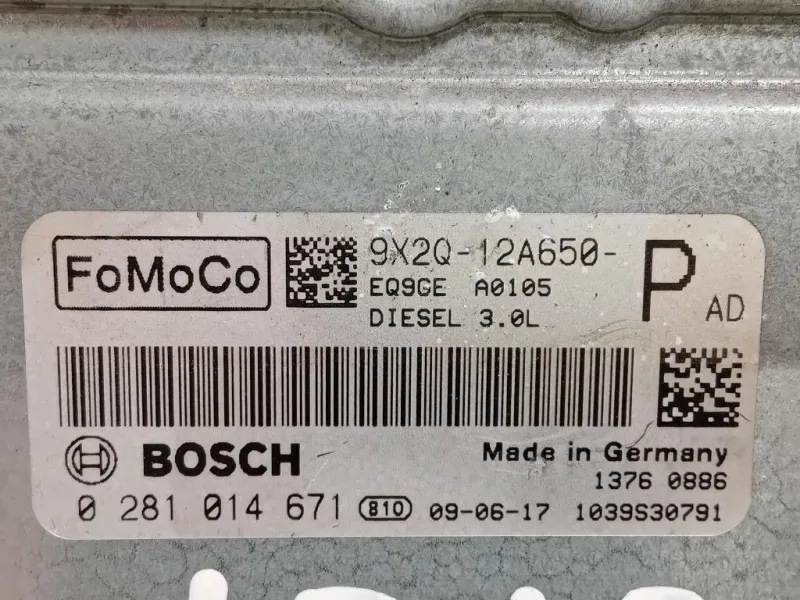 FoMoCo
9X2Q-12A650-
P
AD
EQ9GE A0105
DIESEL 3.0L
BOSCH
Made in Germany
1376 0886
0 281 014 671 810 09-06-17 1039S30791